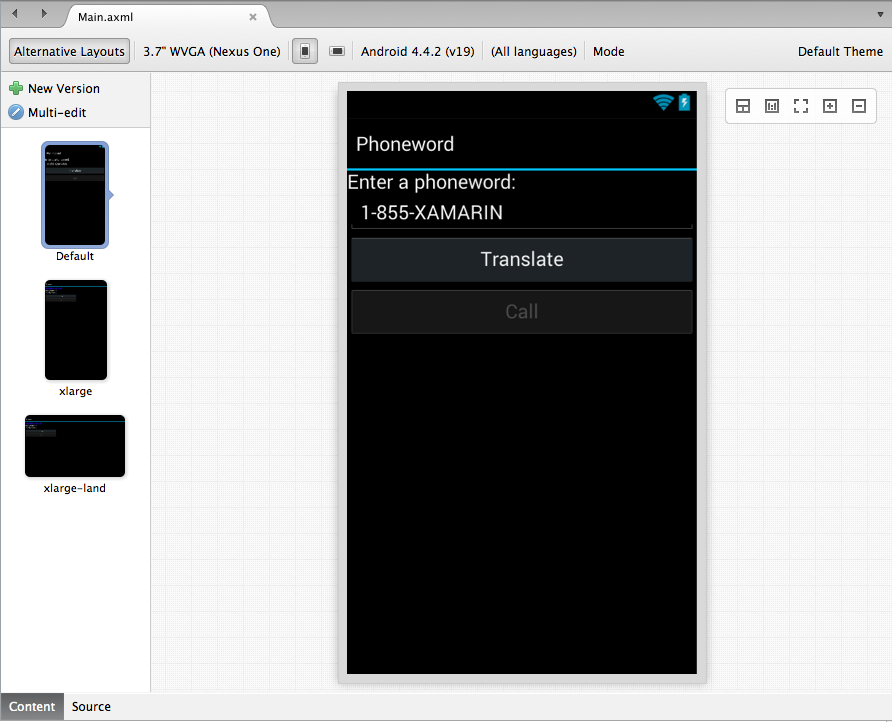 Main.axml
Alternative Layouts 3.7" WVGA (Nexus One) Android 4.4.2 (v19) (All languages) Mode Default Theme
New Version
Multi-edit
Default
xlarge
xlarge-land
Phoneword
Enter a phoneword:
1-855-XAMARIN
Translate
Call
Content Source